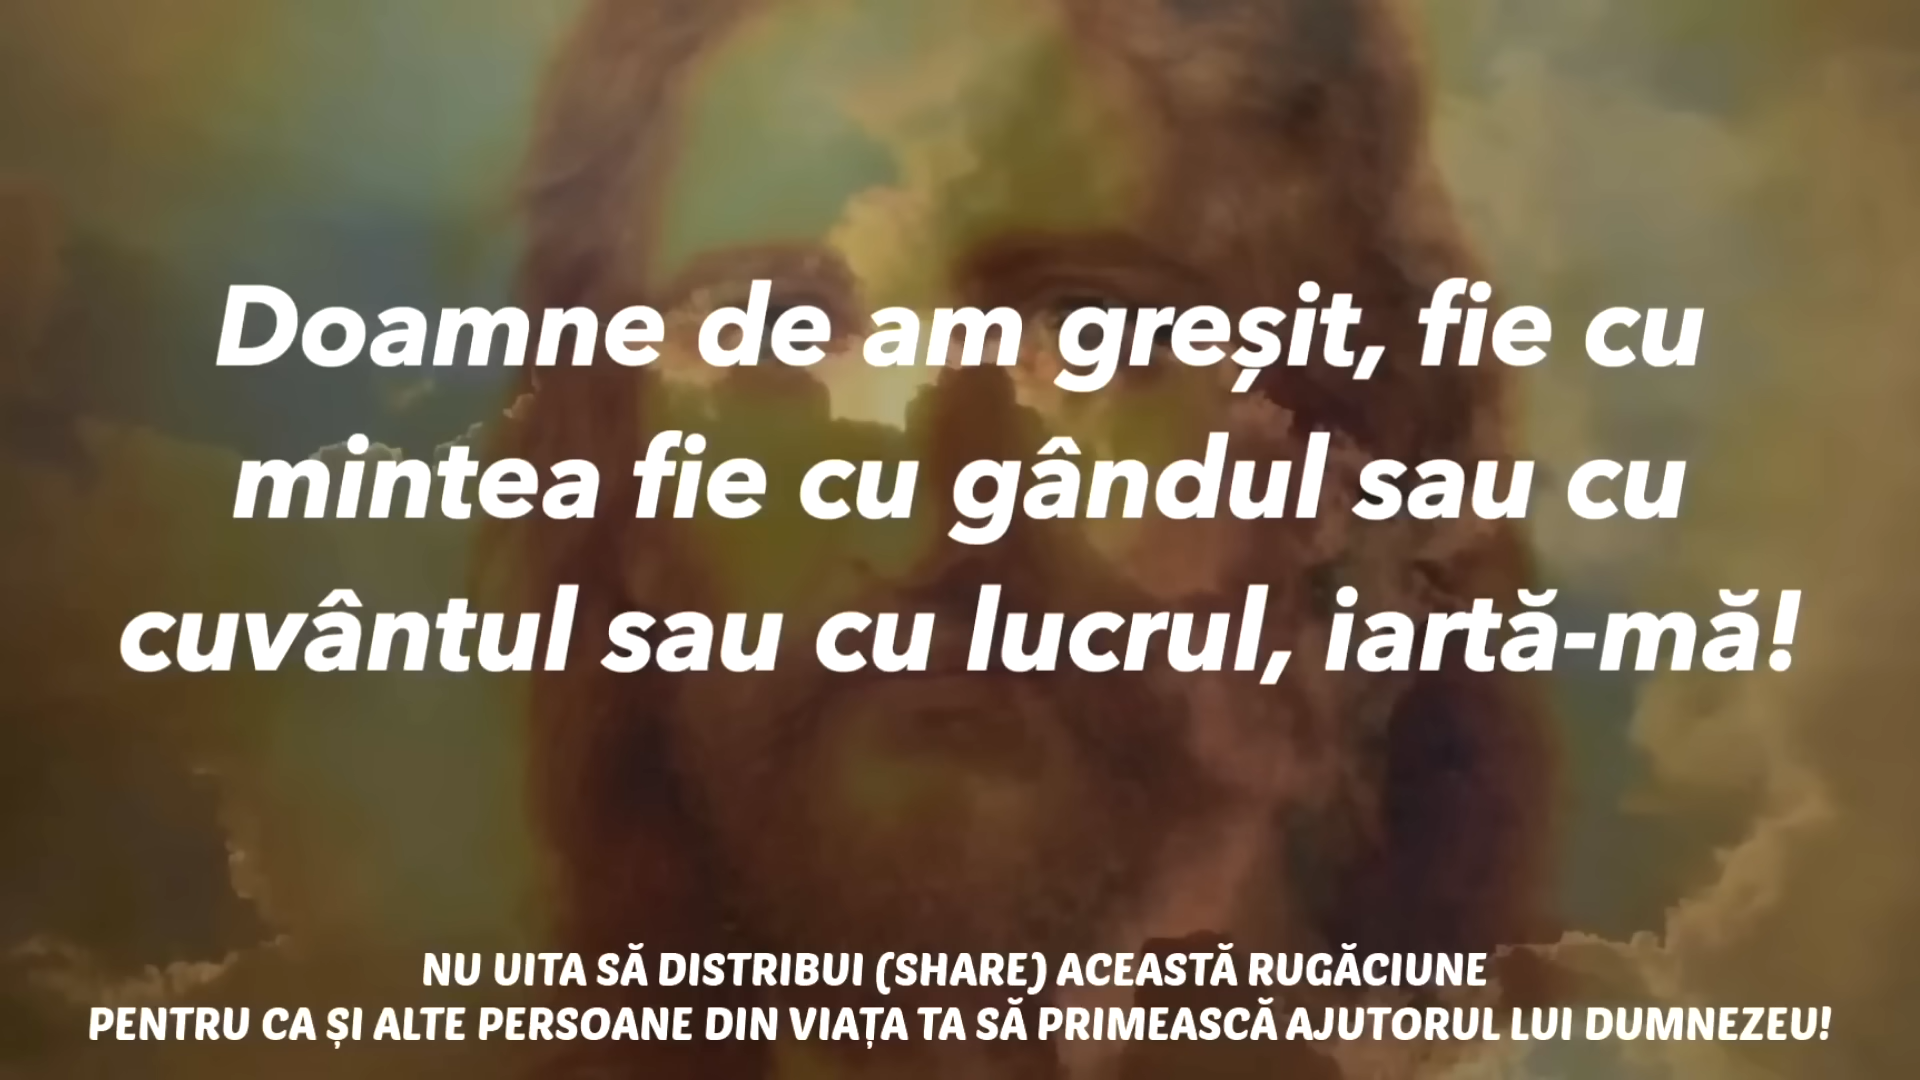 Doamne de am greșit, fie cu
mintea fie cu gândul sau cu
cuvântul sau cu lucrul, iartă-mă!
NU UITA SĂ DISTRIBUI (SHARE) ACEASTĂ RUGĂCIUNE
PENTRU CA ȘI ALTE PERSOANE DIN VIAȚA TA SĂ PRIMEASCĂ AJUTORUL LUI DUMNEZEU!